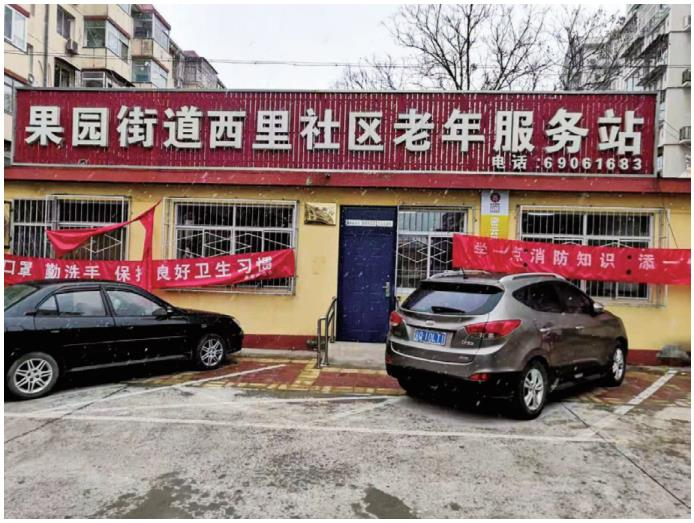 果园街道西里社区老年服务站
电话:69061683
口罩 勤洗手 保持良好卫生习惯
学一点消防知识 添一